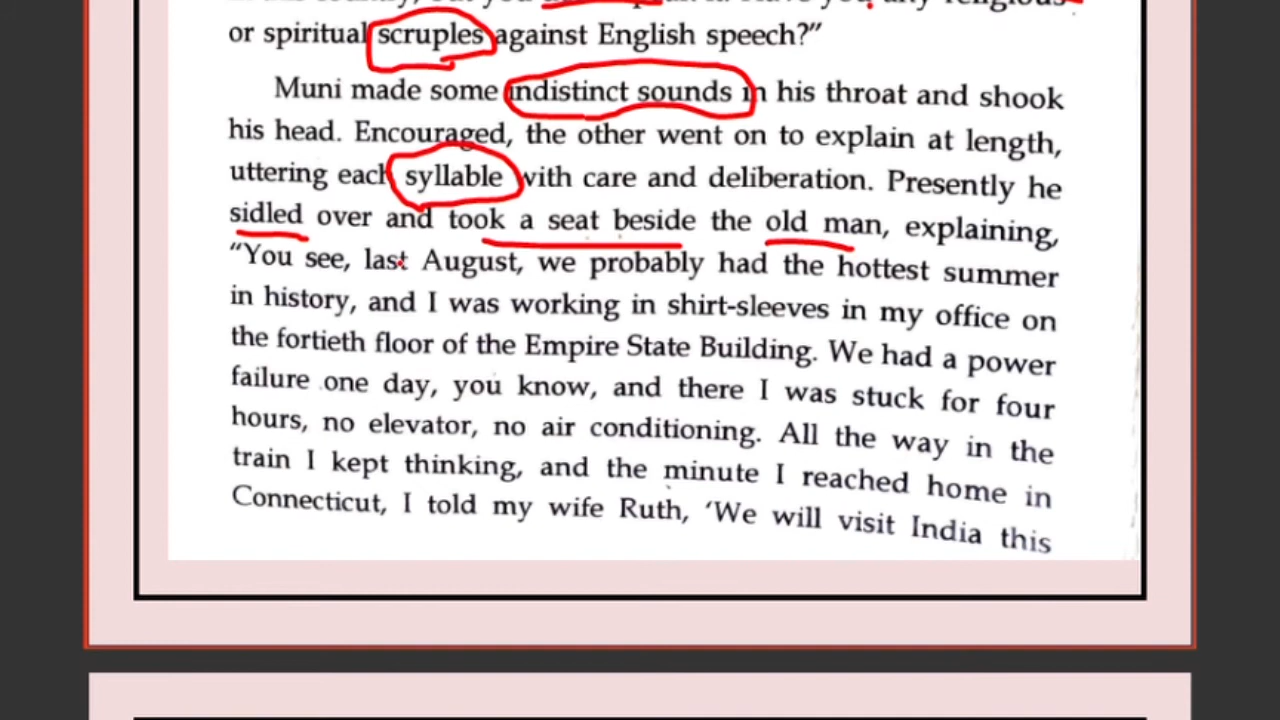 or spiritual scruples against English speech?”
Muni made some indistinct sounds in his throat and shook
his head. Encouraged, the other went on to explain at length,
uttering each syllable with care and deliberation. Presently he
sidled over and took a seat beside the old man, explaining,
“You see, last August, we probably had the hottest summer
in history, and I was working in shirt-sleeves in my office on
the fortieth floor of the Empire State Building. We had a power
failure one day, you know, and there I was stuck for four
hours, no elevator, no air conditioning. All the way in the
train I kept thinking, and the minute I reached home in
Connecticut, I told my wife Ruth, ‘We will visit India this